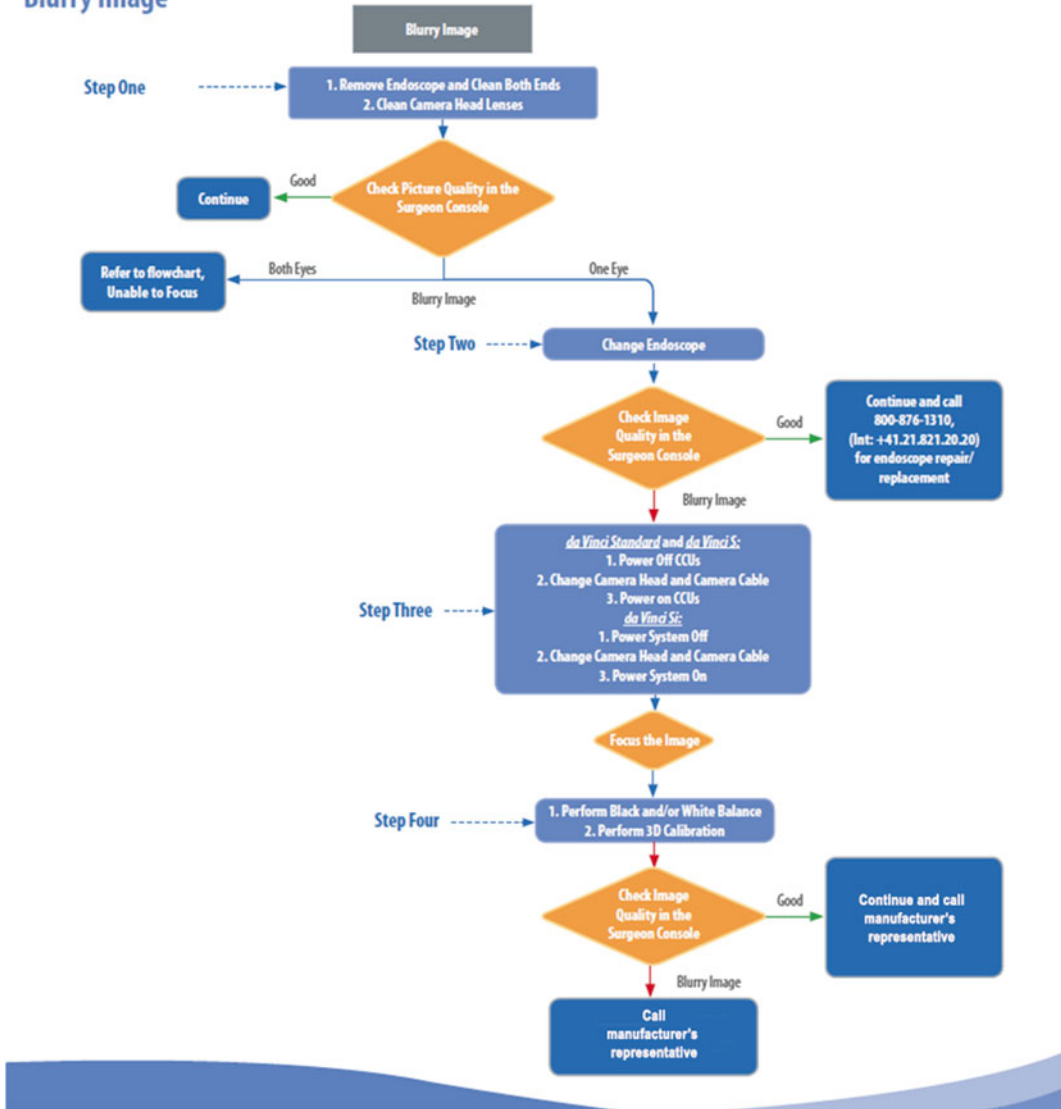 Blurry Image
Blurry Image
Step One
1. Remove Endoscope and Clean Both Ends
2. Clean Camera Head Lenses
Good
Continue
Check Picture Quality in the
Surgeon Console
Refer to flowchart,
Unable to Focus
Both Eyes
One Eye
Blurry Image
Step Two
Change Endoscope
Check Image
Quality in the
Surgeon Console
Good
Continue and call
800-876-1310,
(Int: +41.21.821.20.20)
for endoscope repair/
replacement
Blurry Image
Step Three
da Vinci Standard and da Vinci S:
1. Power Off CCUs
2. Change Camera Head and Camera Cable
3. Power on CCUs
da Vinci Si:
1. Power System Off
2. Change Camera Head and Camera Cable
3. Power System On
Focus the Image
Step Four
1. Perform Black and/or White Balance
2. Perform 3D Calibration
Check Image
Quality in the
Surgeon Console
Good
Continue and call
manufacturer's
representative
Blurry Image
Call
manufacturer's
representative